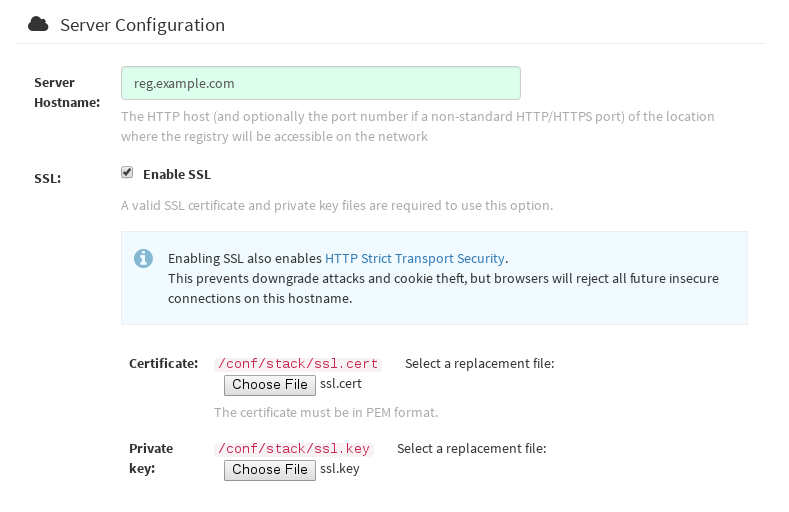 Server Configuration
Server
Hostname:
reg.example.com
The HTTP host (and optionally the port number if a non-standard HTTP/HTTPS port) of the location
where the registry will be accessible on the network
SSL:
Enable SSL
A valid SSL certificate and private key files are required to use this option.
Enabling SSL also enables HTTP Strict Transport Security.
This prevents downgrade attacks and cookie theft, but browsers will reject all future insecure
connections on this hostname.
Certificate: /conf/stack/ssl.cert Select a replacement file:
Choose File ssl.cert
The certificate must be in PEM format.
Private
key:
/conf/stack/ssl.key Select a replacement file:
Choose File ssl.key